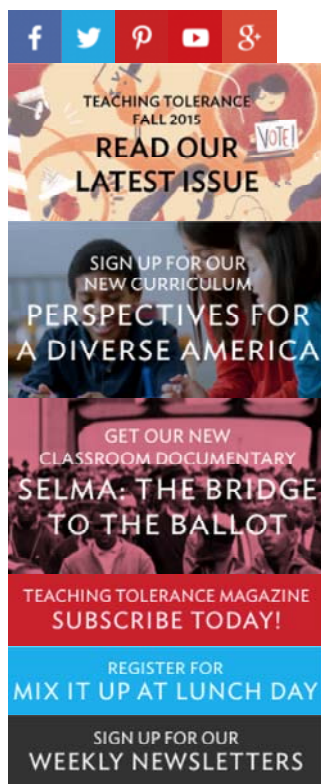 TEACHING TOLERANCE
FALL 2015
READ OUR
LATEST ISSUE
VOTE!
SIGN UP FOR OUR
NEW CURRICULUM
PERSPECTIVES FOR
A DIVERSE AMERICA
GET OUR NEW
CLASSROOM DOCUMENTARY
SELMA: THE BRIDGE
TO THE BALLOT
TEACHING TOLERANCE MAGAZINE
SUBSCRIBE TODAY!
REGISTER FOR
MIX IT UP AT LUNCH DAY
SIGN UP FOR OUR
WEEKLY NEWSLETTERS